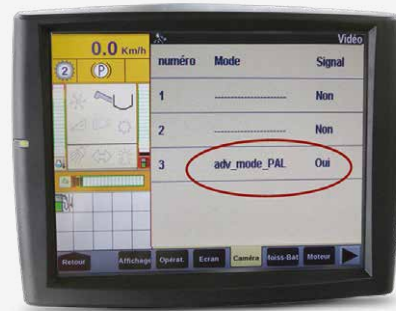 0.0 Km/h
Vidéo
2
(P)
numéro Mode Signal
1 -------------------- Non
2 -------------------- Non
3 adv_mode_PAL Oui
Retour Affichage Opérat. Ecran Caméra Moiss-Bat Moteur